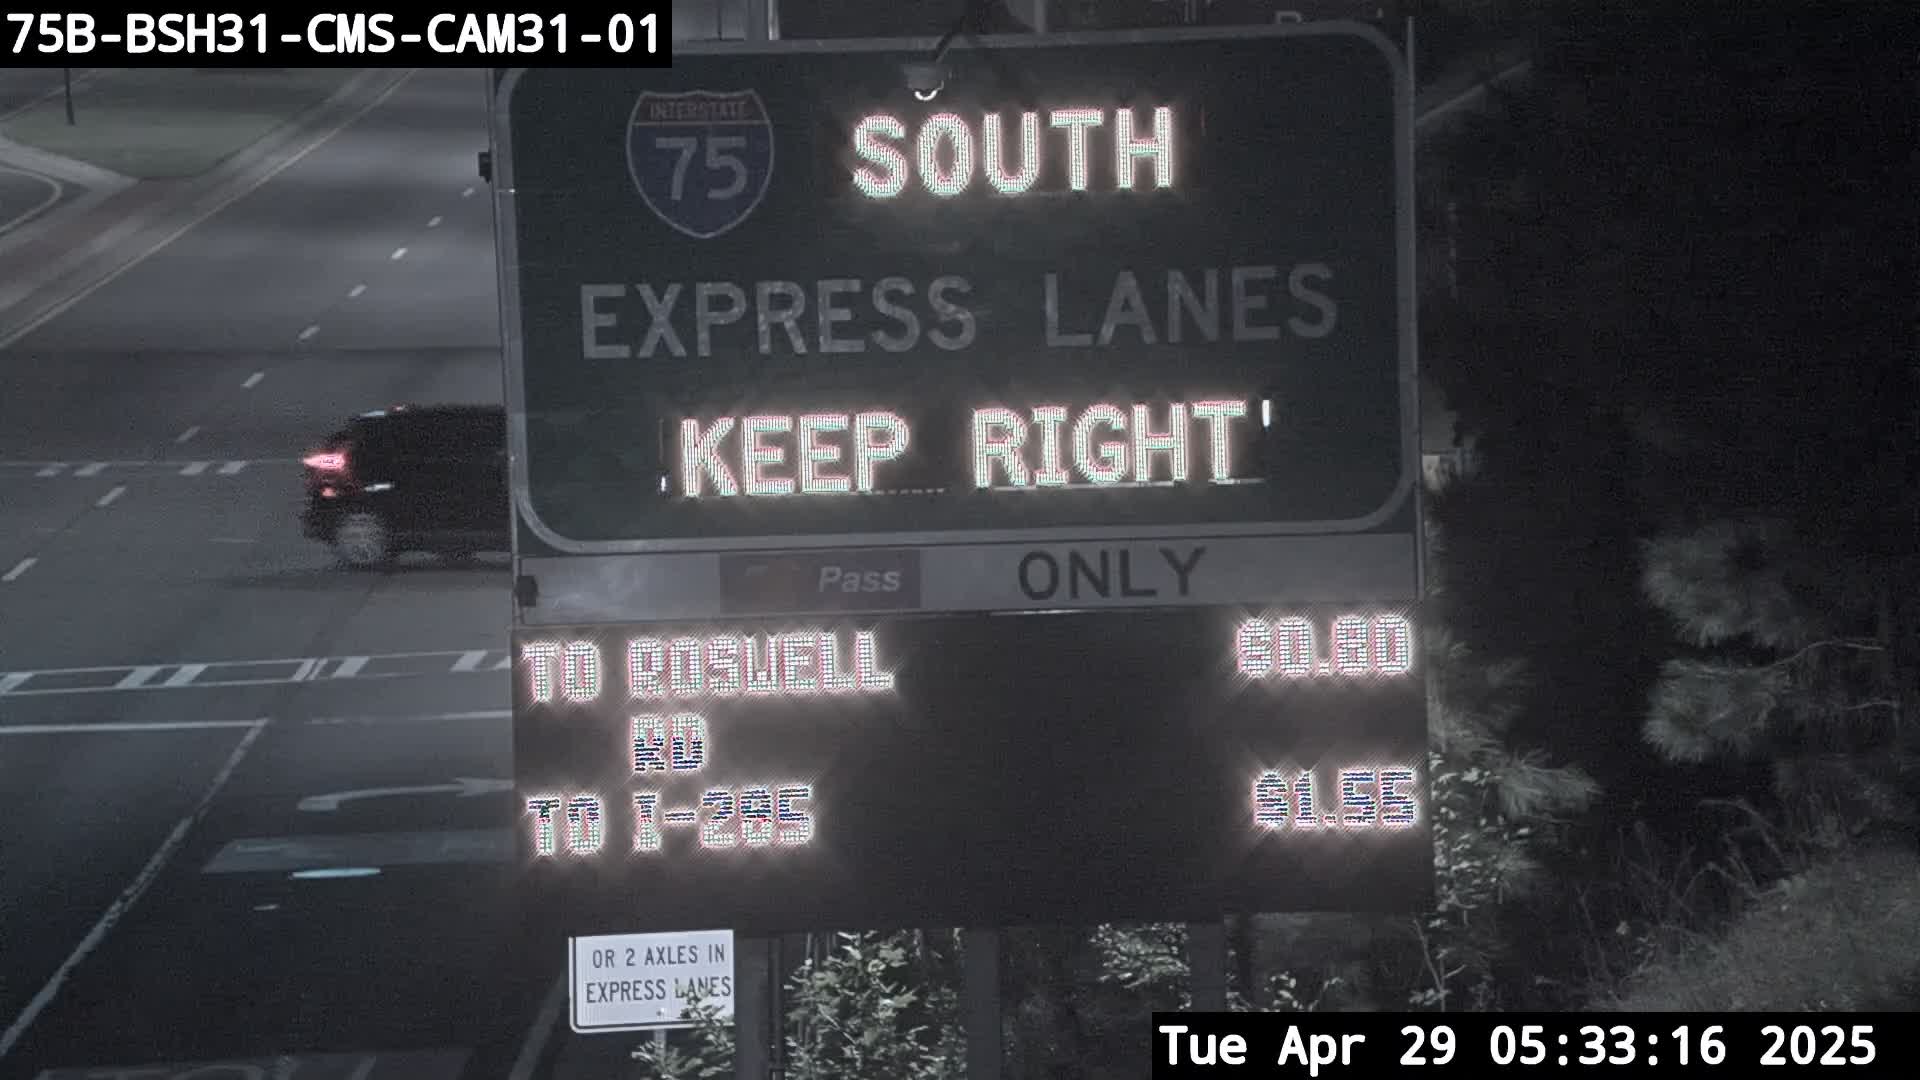 75B-BSH31-CMS-CAM31-01
INTERSTATE
75
SOUTH
EXPRESS LANES
KEEP RIGHT
Pass ONLY
TO ROSWELL $0.80
RD
TO I-285 $1.55
OR 2 AXLES IN
EXPRESS LANES
Tue Apr 29 05:33:16 2025